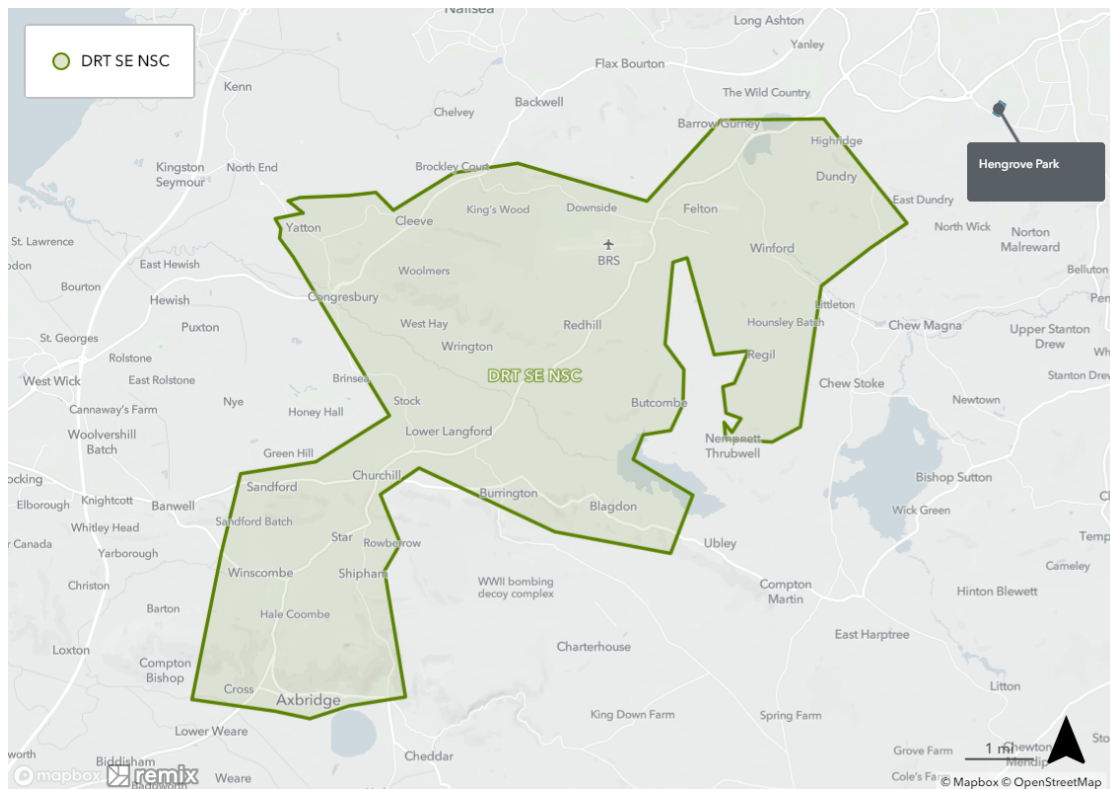 Nailsea
Long Ashton
Yanley
DRT SE NSC
Flax Bourton
Kenn
The Wild Country
Backwell
Chelvey
Barrow Gurney
Highridge
Hengrove Park
Brockley Court
Kingston
Seymour
North End
Dundry
East Dundry
King's Wood
Downside
Felton
Cleeve
Yatton
North Wick
Norton
Malreward
St. Lawrence
BRS
Winford
East Hewish
Woolmers
Belluton
Bourton
Hewish
Congresbury
Littleton
Puxton
West Hay
Redhill
Hounsley Batch
Chew Magna
Upper Stanton
Drew
St. Georges
Wrington
Rolstone
Regil
West Wick
East Rolstone
Brinsea
DRT SE NSC
Chew Stoke
Stanton Drew
Nye
Stock
Butcombe
Newtown
Cannaway's Farm
Honey Hall
Woolvershill
Batch
Lower Langford
Nempnett
Thrubwell
Green Hill
Churchill
Bishop Sutton
Sandford
Burrington
Elborough
Knightcott
Banwell
Blagdon
Wick Green
Whitley Head
Sandford Batch
Star
Rowberrow
Ubley
Yarborough
Winscombe
Shipham
Cameley
Christon
WWII bombing
decoy complex
Compton
Martin
Hinton Blewett
Barton
Hale Coombe
East Harptree
Loxton
Charterhouse
Compton
Bishop
Cross
Axbridge
Litton
King Down Farm
Spring Farm
Lower Weare
Cheddar
Grove Farm
1 mi
Chewton
Mendip
Biddisham
Weare
Badgworth
mapbox
remix
Cole's Farm
© Mapbox © OpenStreetMap